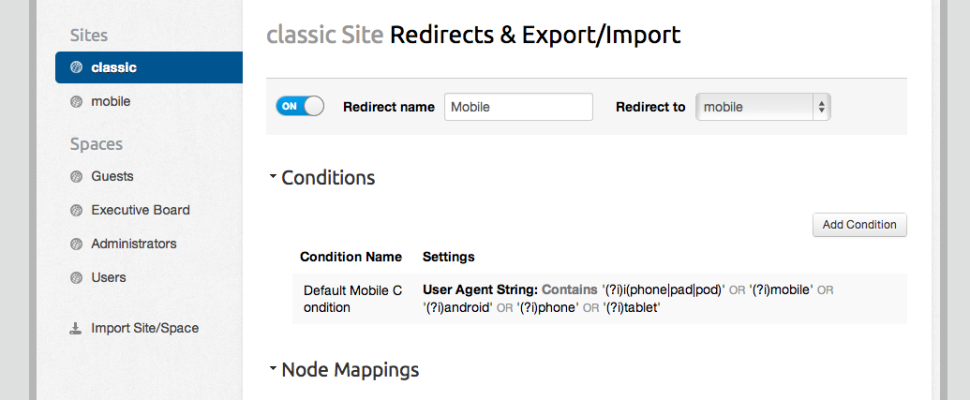 Sites
classic
mobile
Spaces
Guests
Executive Board
Administrators
Users
Import Site/Space
classic Site Redirects & Export/Import
ON Redirect name Mobile Redirect to mobile
Conditions
Add Condition
Condition Name Settings
Default Mobile C User Agent String: Contains '(?i)i(phone|pad|pod)' OR '(?i)mobile' OR
ondition '(?i)android' OR '(?i)phone' OR '(?i)tablet'
Node Mappings